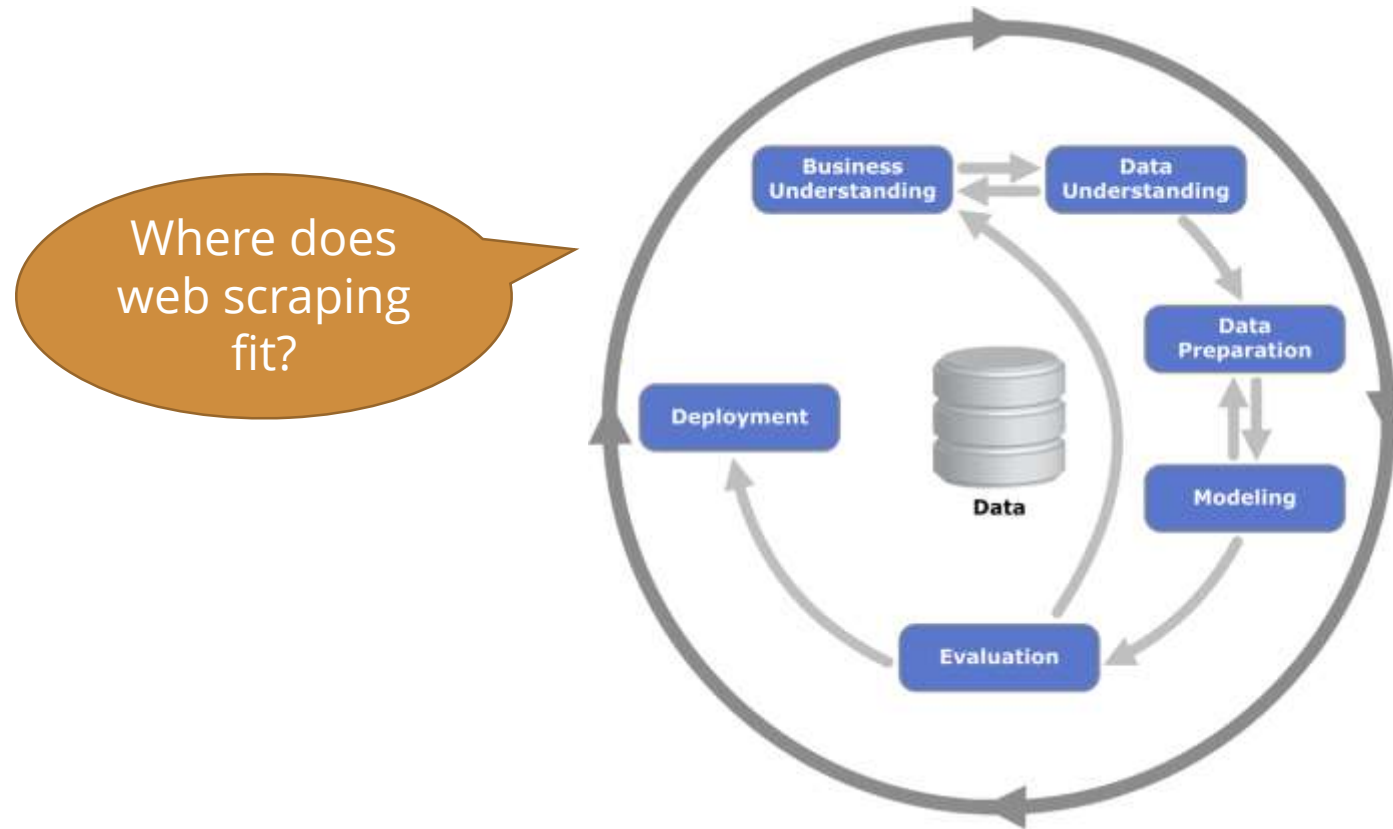 Where does
web scraping
fit?
Business
Understanding
Data
Understanding
Data
Preparation
Deployment
Data
Modeling
Evaluation